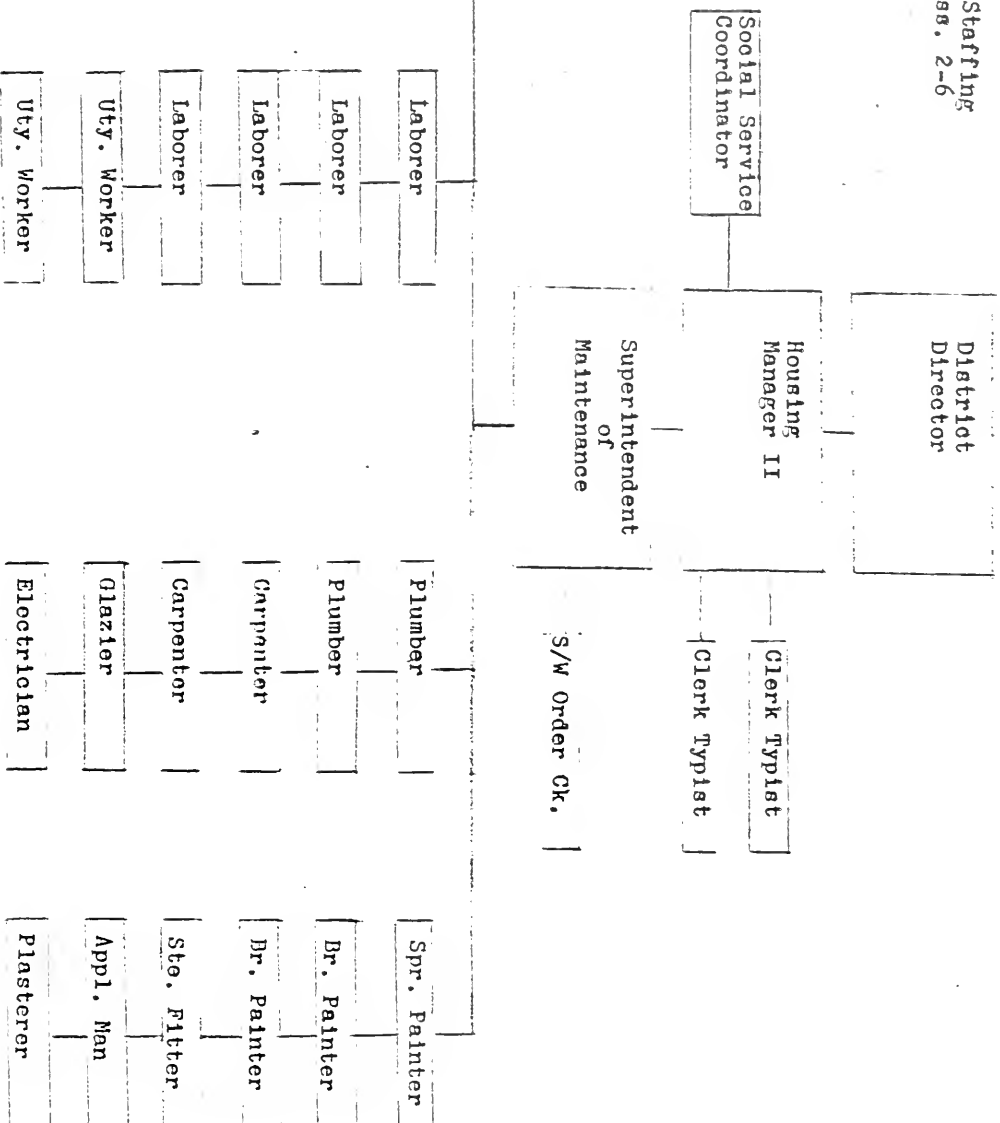 Staffing
ss. 2-6
District
Director
Social Service
Coordinator
Housing
Manager II
Clerk Typist
Clerk Typist
Superintendent
of
Maintenance
S/W Order Ck.
Laborer
Laborer
Laborer
Laborer
Uty. Worker
Uty. Worker
Plumber
Plumber
Carpenter
Carpenter
Glazier
Electrician
Spr. Painter
Br. Painter
Br. Painter
Ste. Fitter
Appl. Man
Plasterer